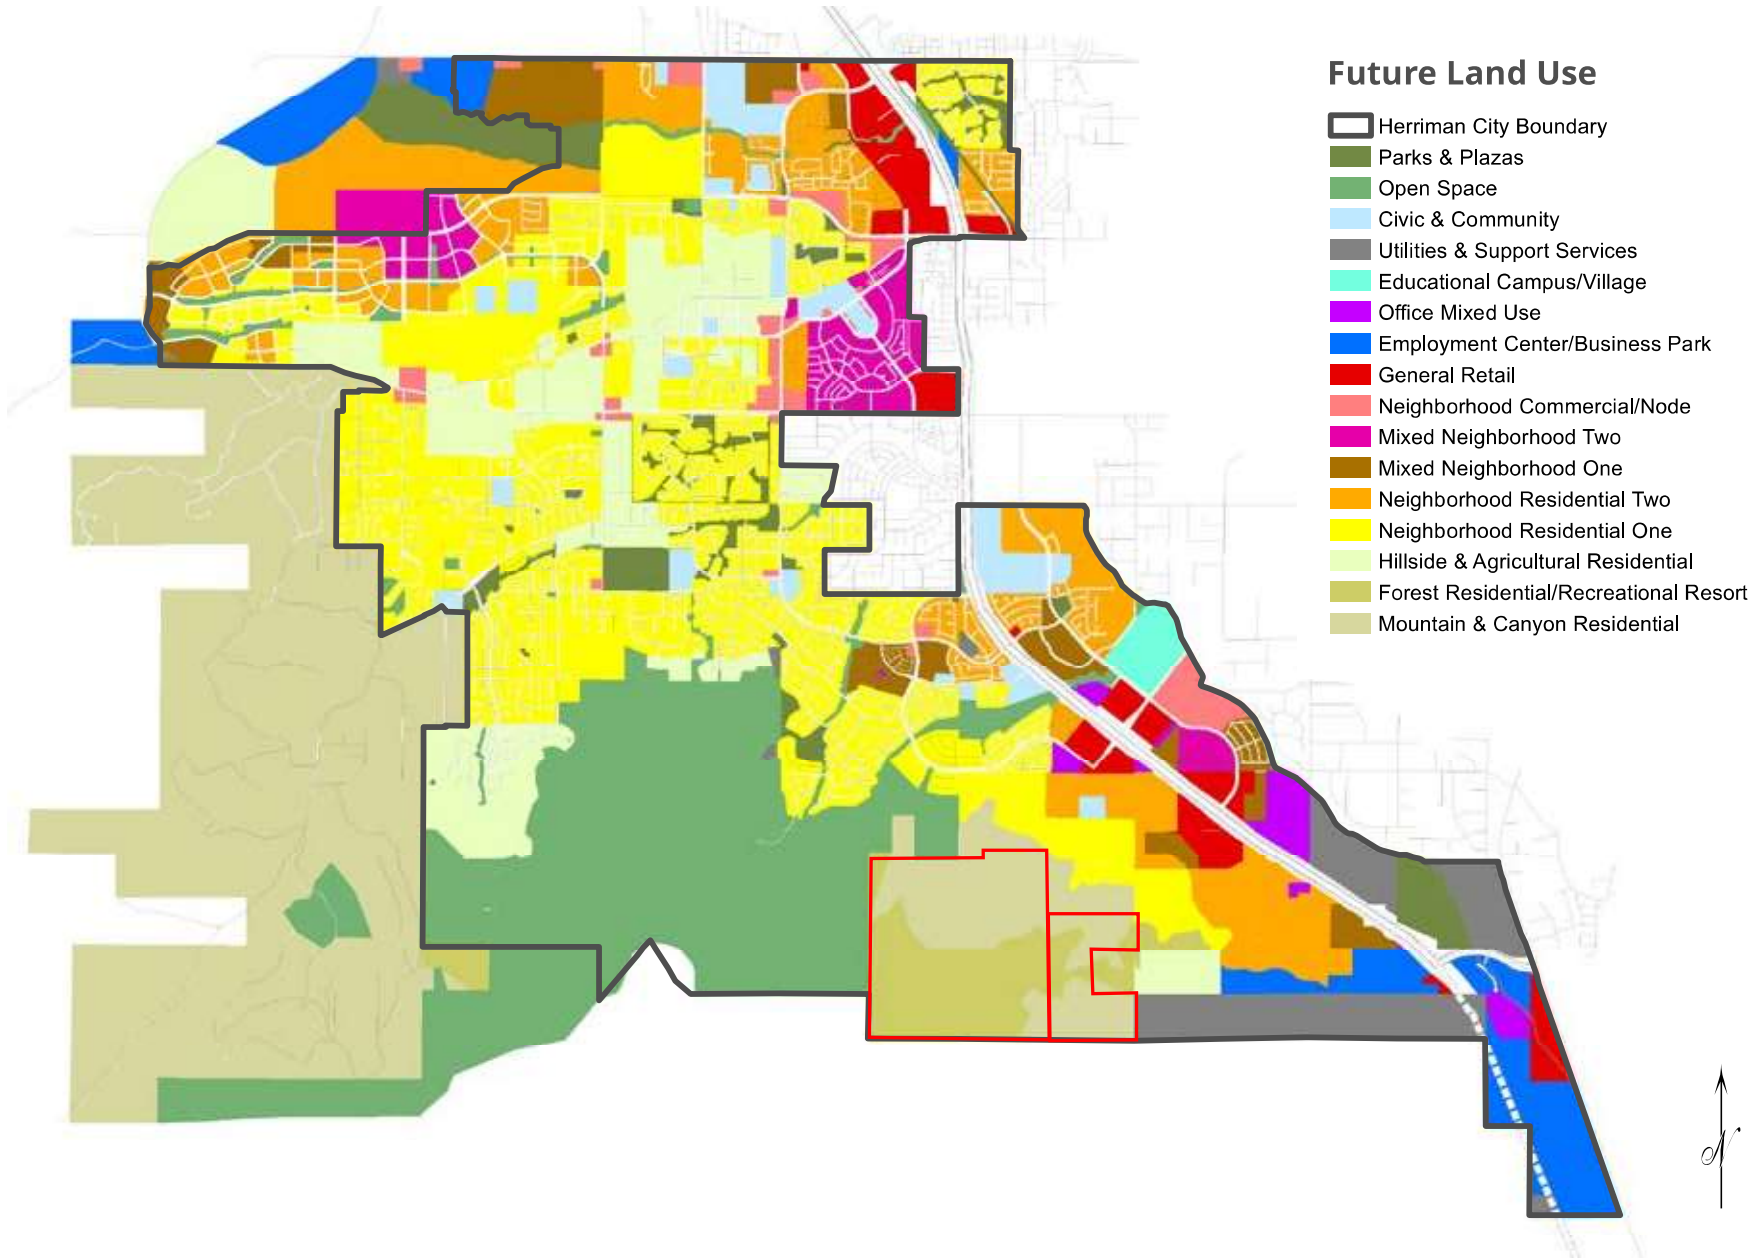 Future Land Use
Herriman City Boundary
Parks & Plazas
Open Space
Civic & Community
Utilities & Support Services
Educational Campus/Village
Office Mixed Use
Employment Center/Business Park
General Retail
Neighborhood Commercial/Node
Mixed Neighborhood Two
Mixed Neighborhood One
Neighborhood Residential Two
Neighborhood Residential One
Hillside & Agricultural Residential
Forest Residential/Recreational Resort
Mountain & Canyon Residential
N